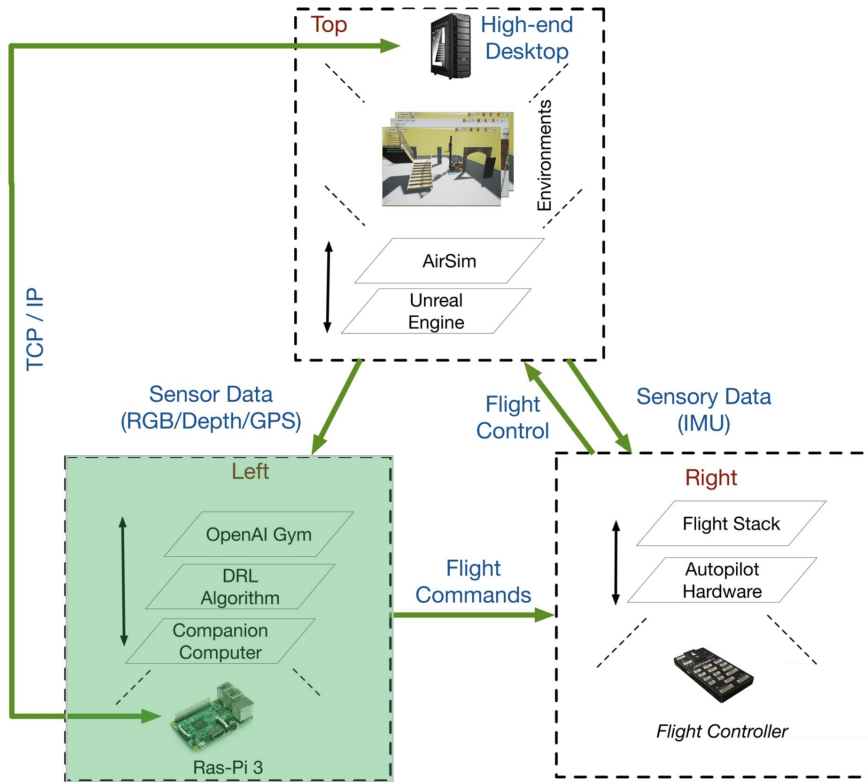 Top
High-end
Desktop
Environments
AirSim
Unreal
Engine
TCP / IP
Sensor Data
(RGB/Depth/GPS)
Flight
Control
Sensory Data
(IMU)
Left
OpenAI Gym
DRL
Algorithm
Companion
Computer
Ras-Pi 3
Flight
Commands
Right
Flight Stack
Autopilot
Hardware
Flight Controller